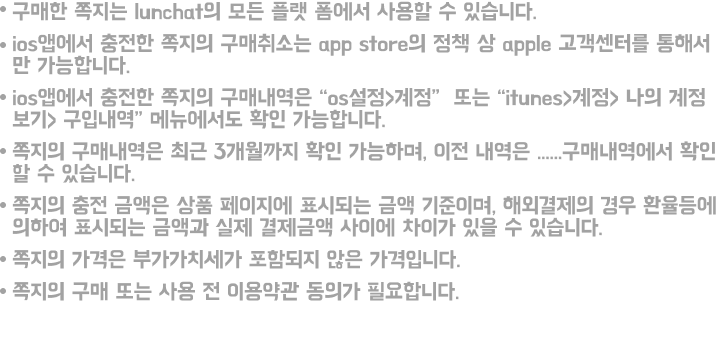 • 구매한 쪽지는 lunchat의 모든 플랫 폼에서 사용할 수 있습니다.
• ios앱에서 충전한 쪽지의 구매취소는 app store의 정책 상 apple 고객센터를 통해서
만 가능합니다.
• ios앱에서 충전한 쪽지의 구매내역은 “os설정>계정” 또는 “itunes>계정> 나의 계정
보기> 구입내역” 메뉴에서도 확인 가능합니다.
• 쪽지의 구매내역은 최근 3개월까지 확인 가능하며, 이전 내역은 ......구매내역에서 확인
할 수 있습니다.
• 쪽지의 충전 금액은 상품 페이지에 표시되는 금액 기준이며, 해외결제의 경우 환율등에
의하여 표시되는 금액과 실제 결제금액 사이에 차이가 있을 수 있습니다.
• 쪽지의 가격은 부가가치세가 포함되지 않은 가격입니다.
• 쪽지의 구매 또는 사용 전 이용약관 동의가 필요합니다.